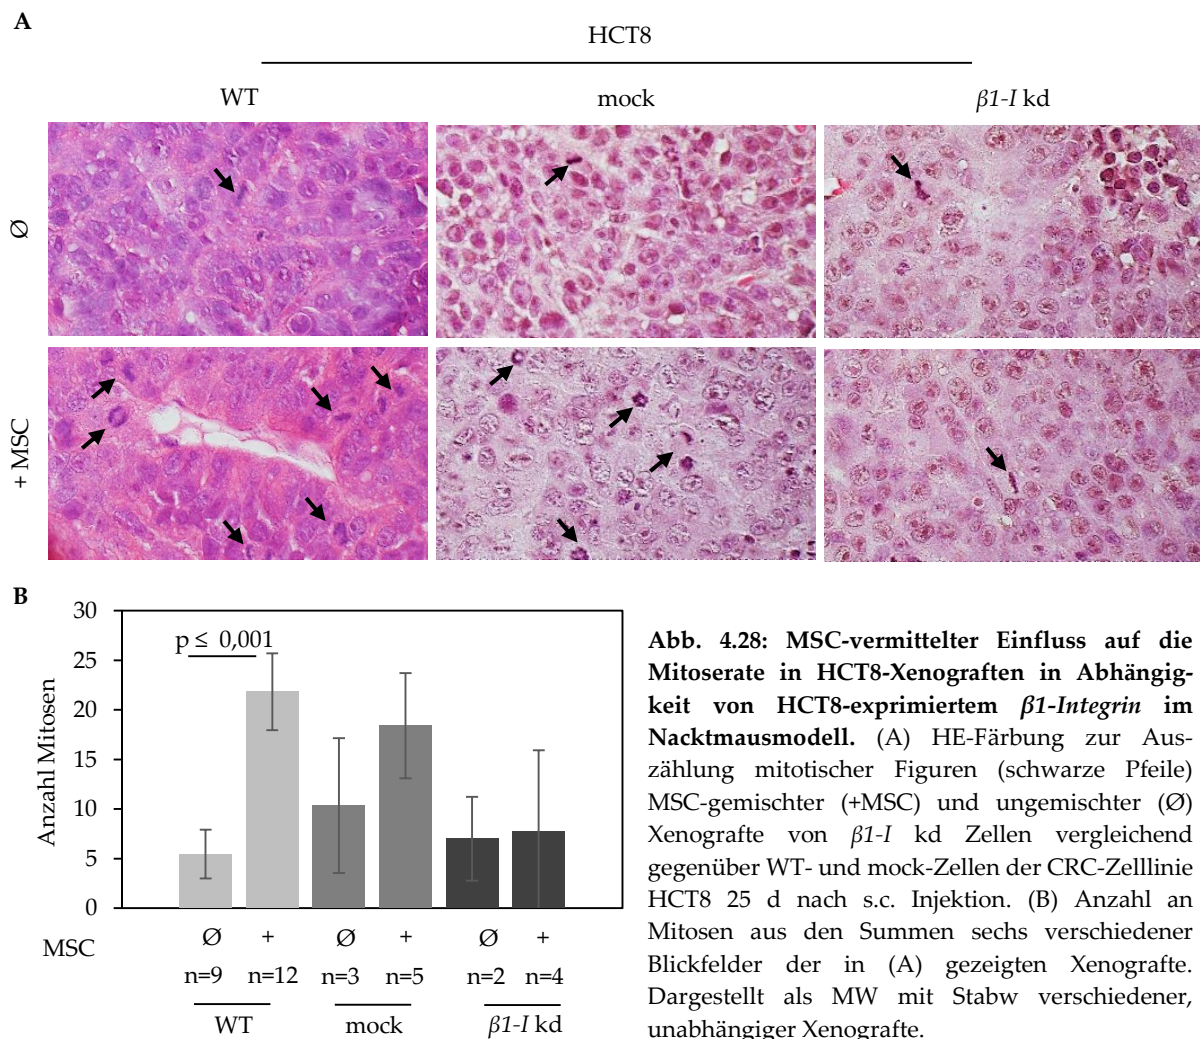 A
HCT8
WT mock β1-I kd
Ø
+ MSC
B
30
25
20
15
10
5
0
Anzahl Mitosen
p ≤ 0,001
MSC Ø + Ø + Ø +
n=9 n=12 n=3 n=5 n=2 n=4
WT mock β1-I kd
Abb. 4.28: MSC-vermittelter Einfluss auf die
Mitoserate in HCT8-Xenograften in Abhängig-
keit von HCT8-exprimiertem β1-Integrin im
Nacktmausmodell. (A) HE-Färbung zur Aus-
zählung mitotischer Figuren (schwarze Pfeile)
MSC-gemischter (+MSC) und ungemischter (Ø)
Xenografte von β1-I kd Zellen vergleichend
gegenüber WT- und mock-Zellen der CRC-Zelllinie
HCT8 25 d nach s.c. Injektion. (B) Anzahl an
Mitosen aus den Summen sechs verschiedener
Blickfelder der in (A) gezeigten Xenografte.
Dargestellt als MW mit Stabw verschiedener,
unabhängiger Xenografte.